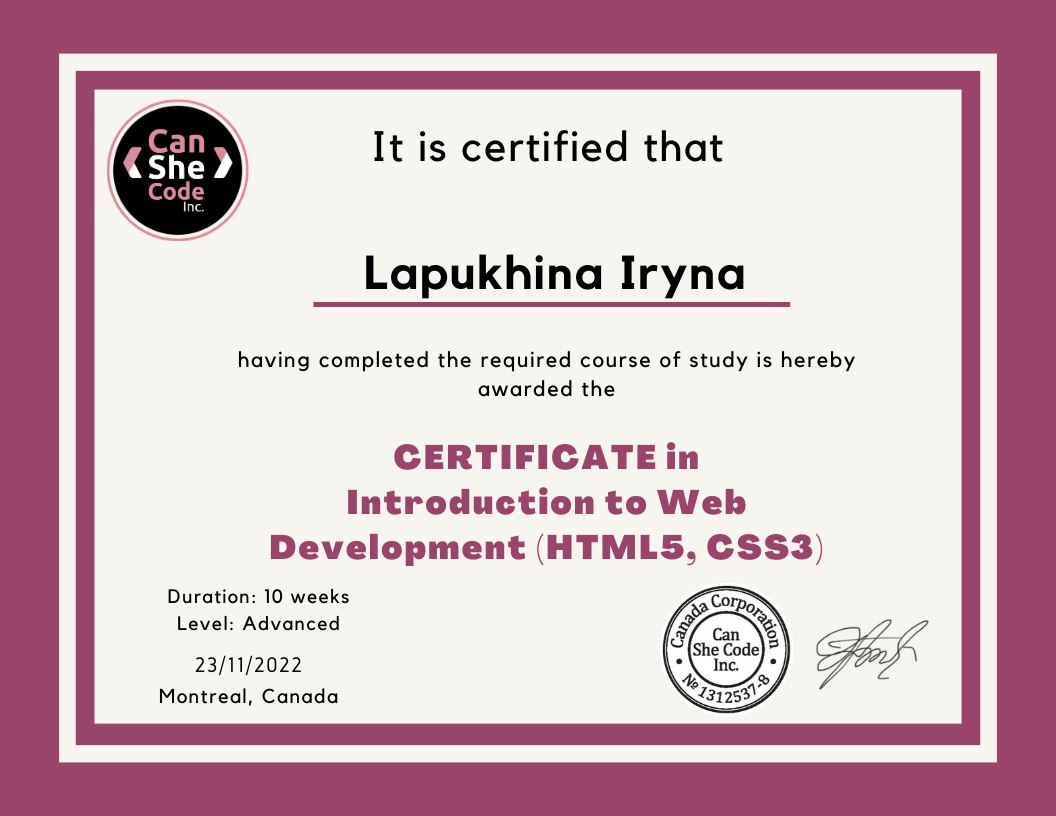 Can
She
Code
Inc.
It is certified that
Lapukhina Iryna
having completed the required course of study is hereby
awarded the
CERTIFICATE in
Introduction to Web
Development (HTML5, CSS3)
Duration: 10 weeks
Level: Advanced
23/11/2022
Montreal, Canada
Canada Corporation
Can
She Code
Inc.
№ 1312537-8